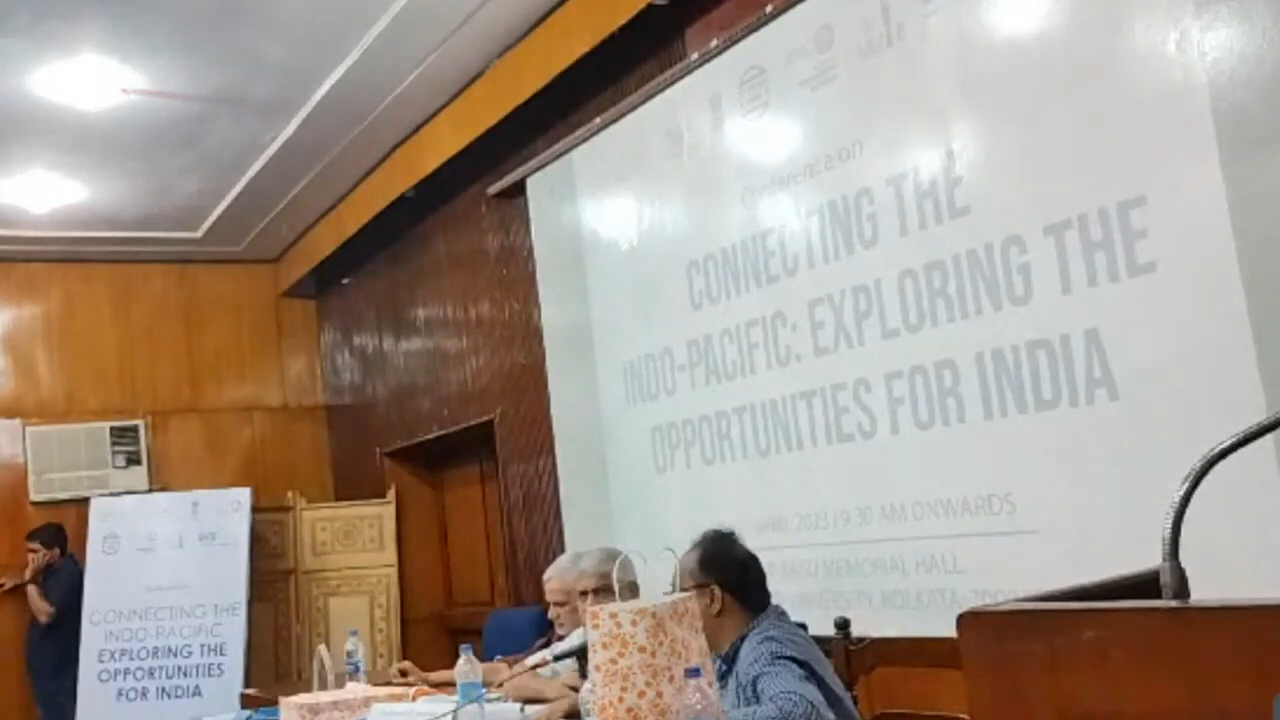 Conference on
CONNECTING THE
INDO-PACIFIC: EXPLORING THE
OPPORTUNITIES FOR INDIA
2023 | 9:30 AM ONWARDS
MEMORIAL HALL
KOLKATA
CONNECTING THE
INDO-PACIFIC
EXPLORING THE
OPPORTUNITIES
FOR INDIA